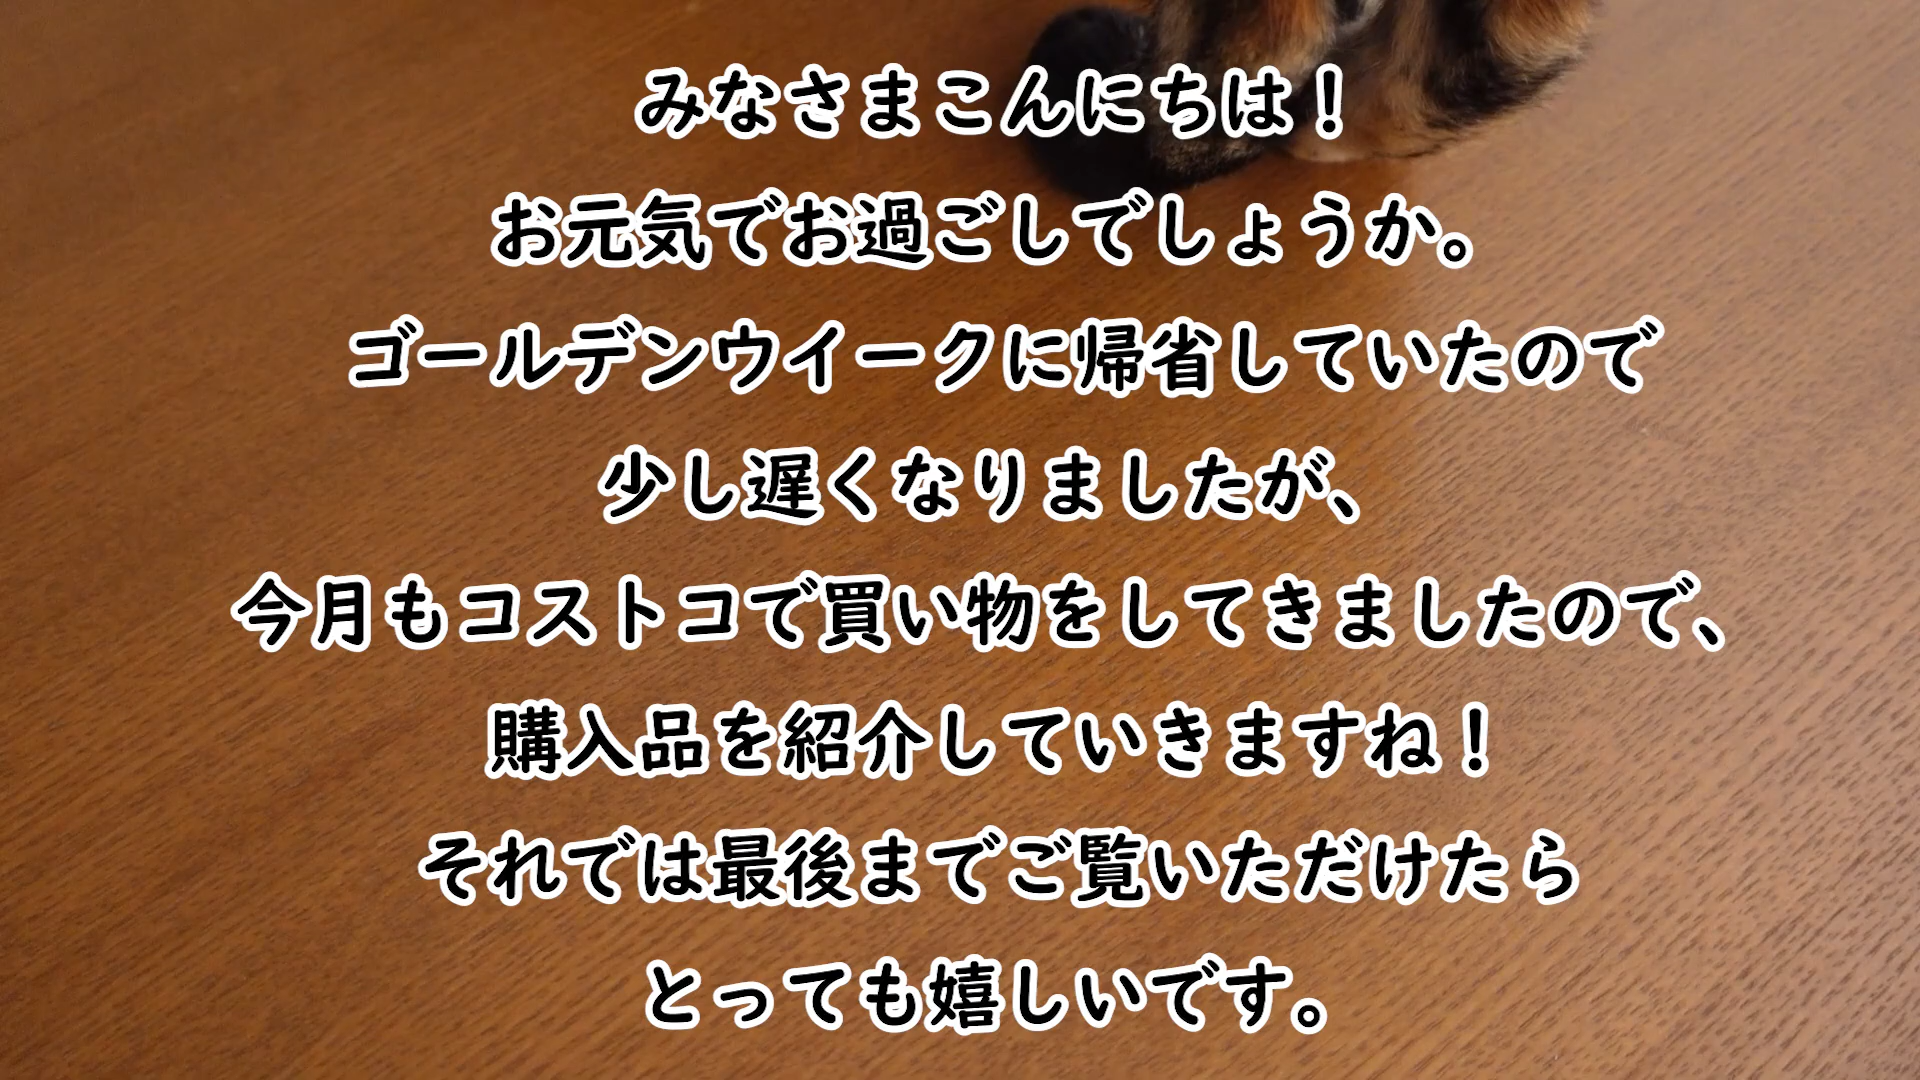 みなさまこんにちは！
お元気でお過ごしでしょうか。
ゴールデンウイークに帰省していたので
少し遅くなりましたが、
今月もコストコで買い物をしてきましたので、
購入品を紹介していきますね！
それでは最後までご覧いただけたら
とっても嬉しいです。